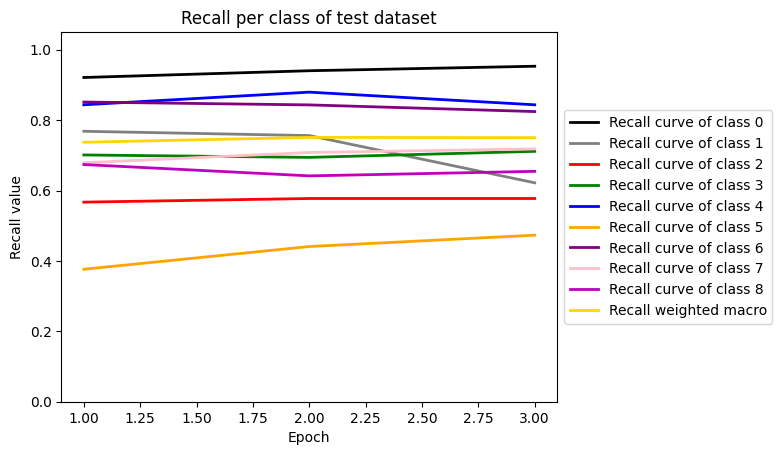 Recall per class of test dataset
1.0
0.8
0.6
0.4
0.2
0.0
Recall value
1.00 1.25 1.50 1.75 2.00 2.25 2.50 2.75 3.00
Epoch
Recall curve of class 0
Recall curve of class 1
Recall curve of class 2
Recall curve of class 3
Recall curve of class 4
Recall curve of class 5
Recall curve of class 6
Recall curve of class 7
Recall curve of class 8
Recall weighted macro